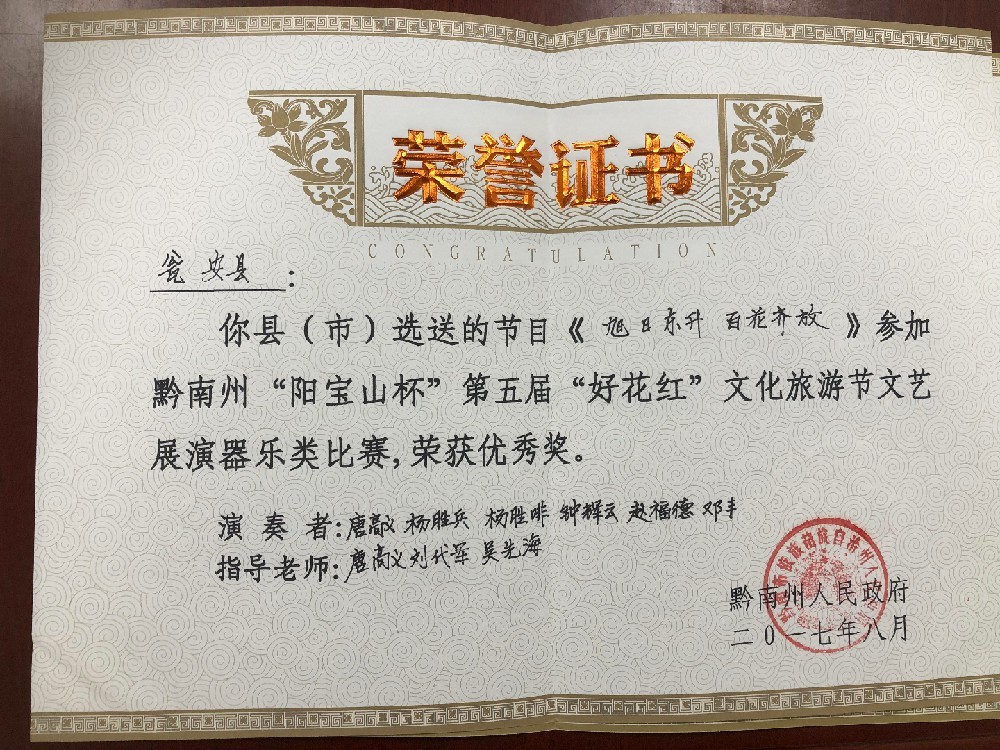 荣誉证书
CONGRATULATION
瓮安县:
你县(市)选送的节目《旭日东升 百花齐放》参加
黔南州“阳宝山杯”第五届“好花红”文化旅游节文艺
展演器乐类比赛,荣获优秀奖。
演奏者:唐高义 杨胜兵 杨胜啡 钟辉云 赵福德 邓丰
指导老师:唐高义 刘代军 吴先海
黔南州人民政府
二〇一七年八月